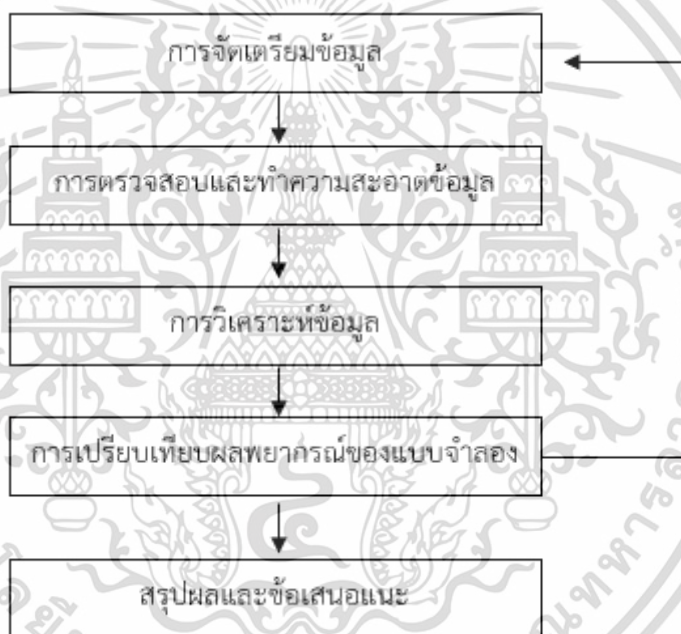 การจัดเตรียมข้อมูล
การตรวจสอบและทำความสะอาดข้อมูล
การวิเคราะห์ข้อมูล
การเปรียบเทียบผลพยากรณ์ของแบบจำลอง
สรุปผลและข้อเสนอแนะ